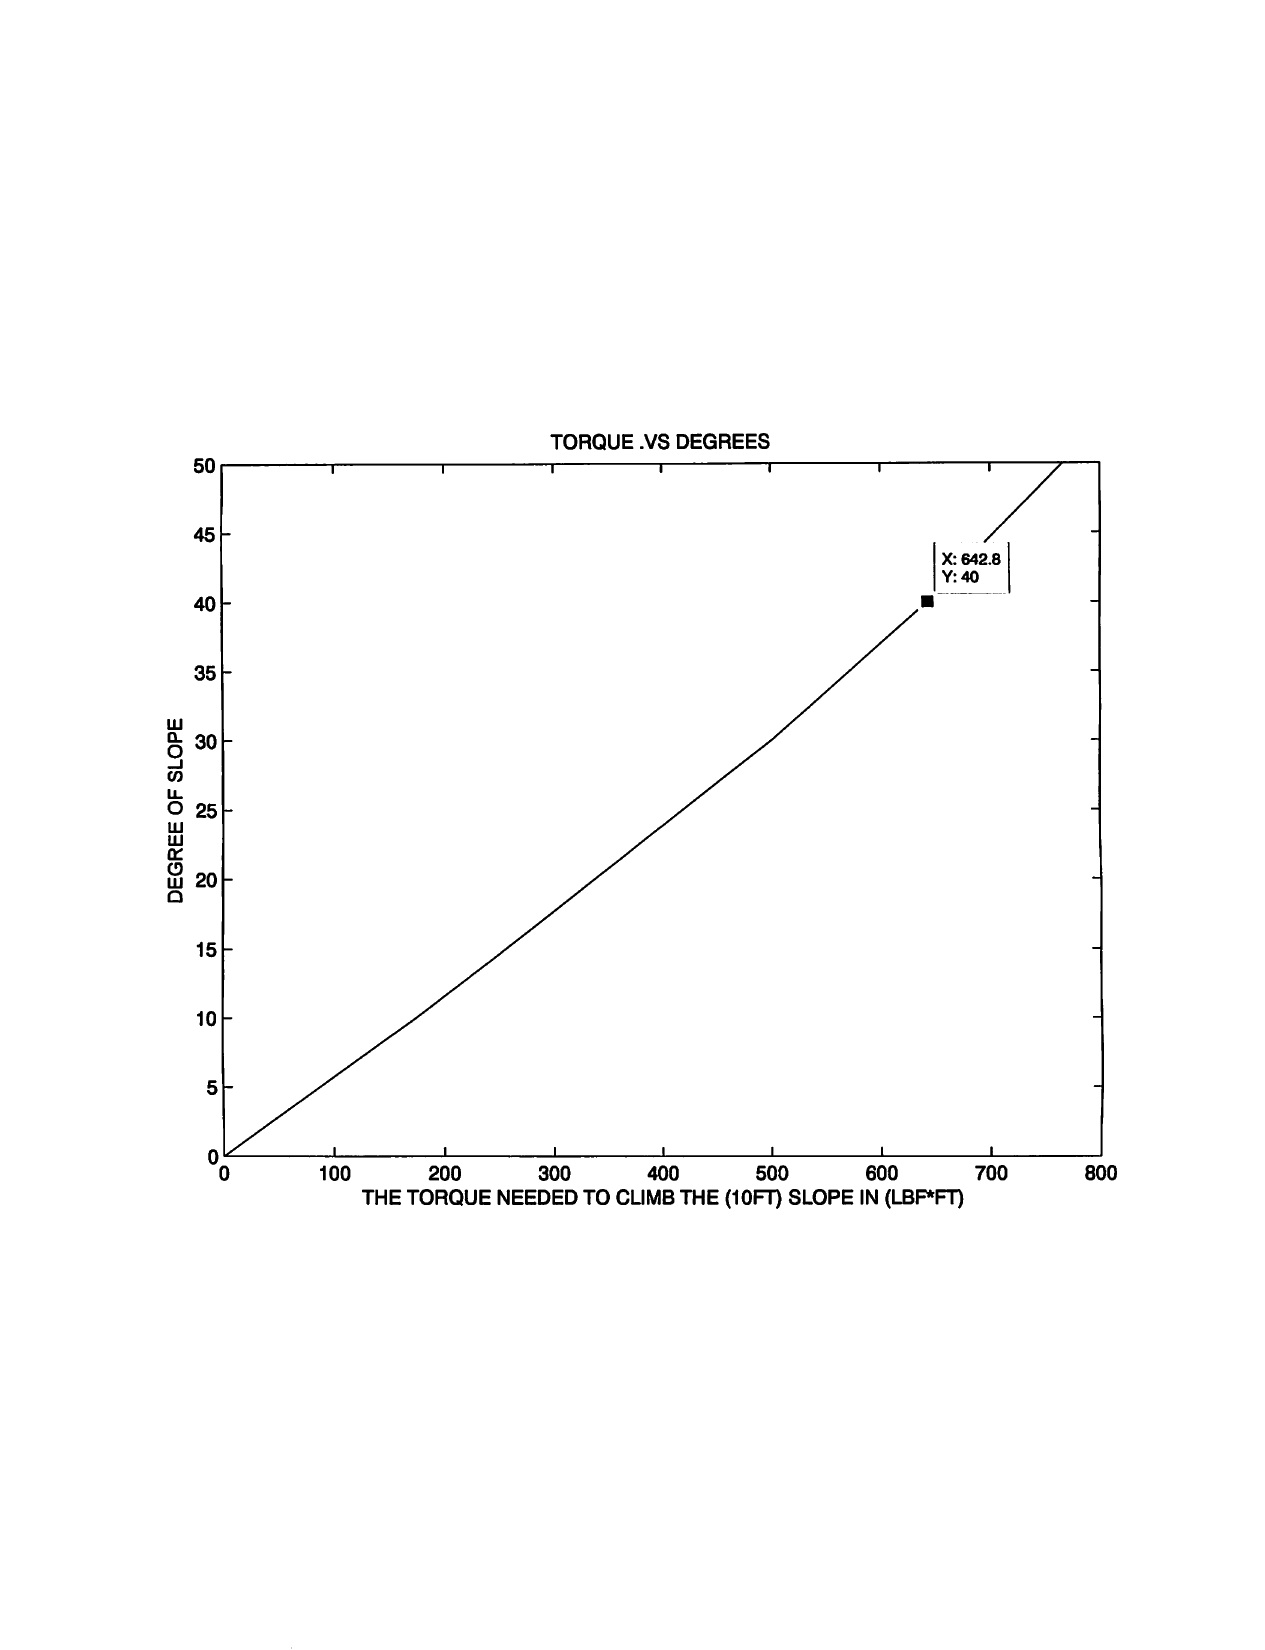 TORQUE .VS DEGREES
50
45
X: 642.8
Y: 40
40
35
30
25
20
15
10
5
0
DEGREE OF SLOPE
0 100 200 300 400 500 600 700 800
THE TORQUE NEEDED TO CLIMB THE (10FT) SLOPE IN (LBF*FT)